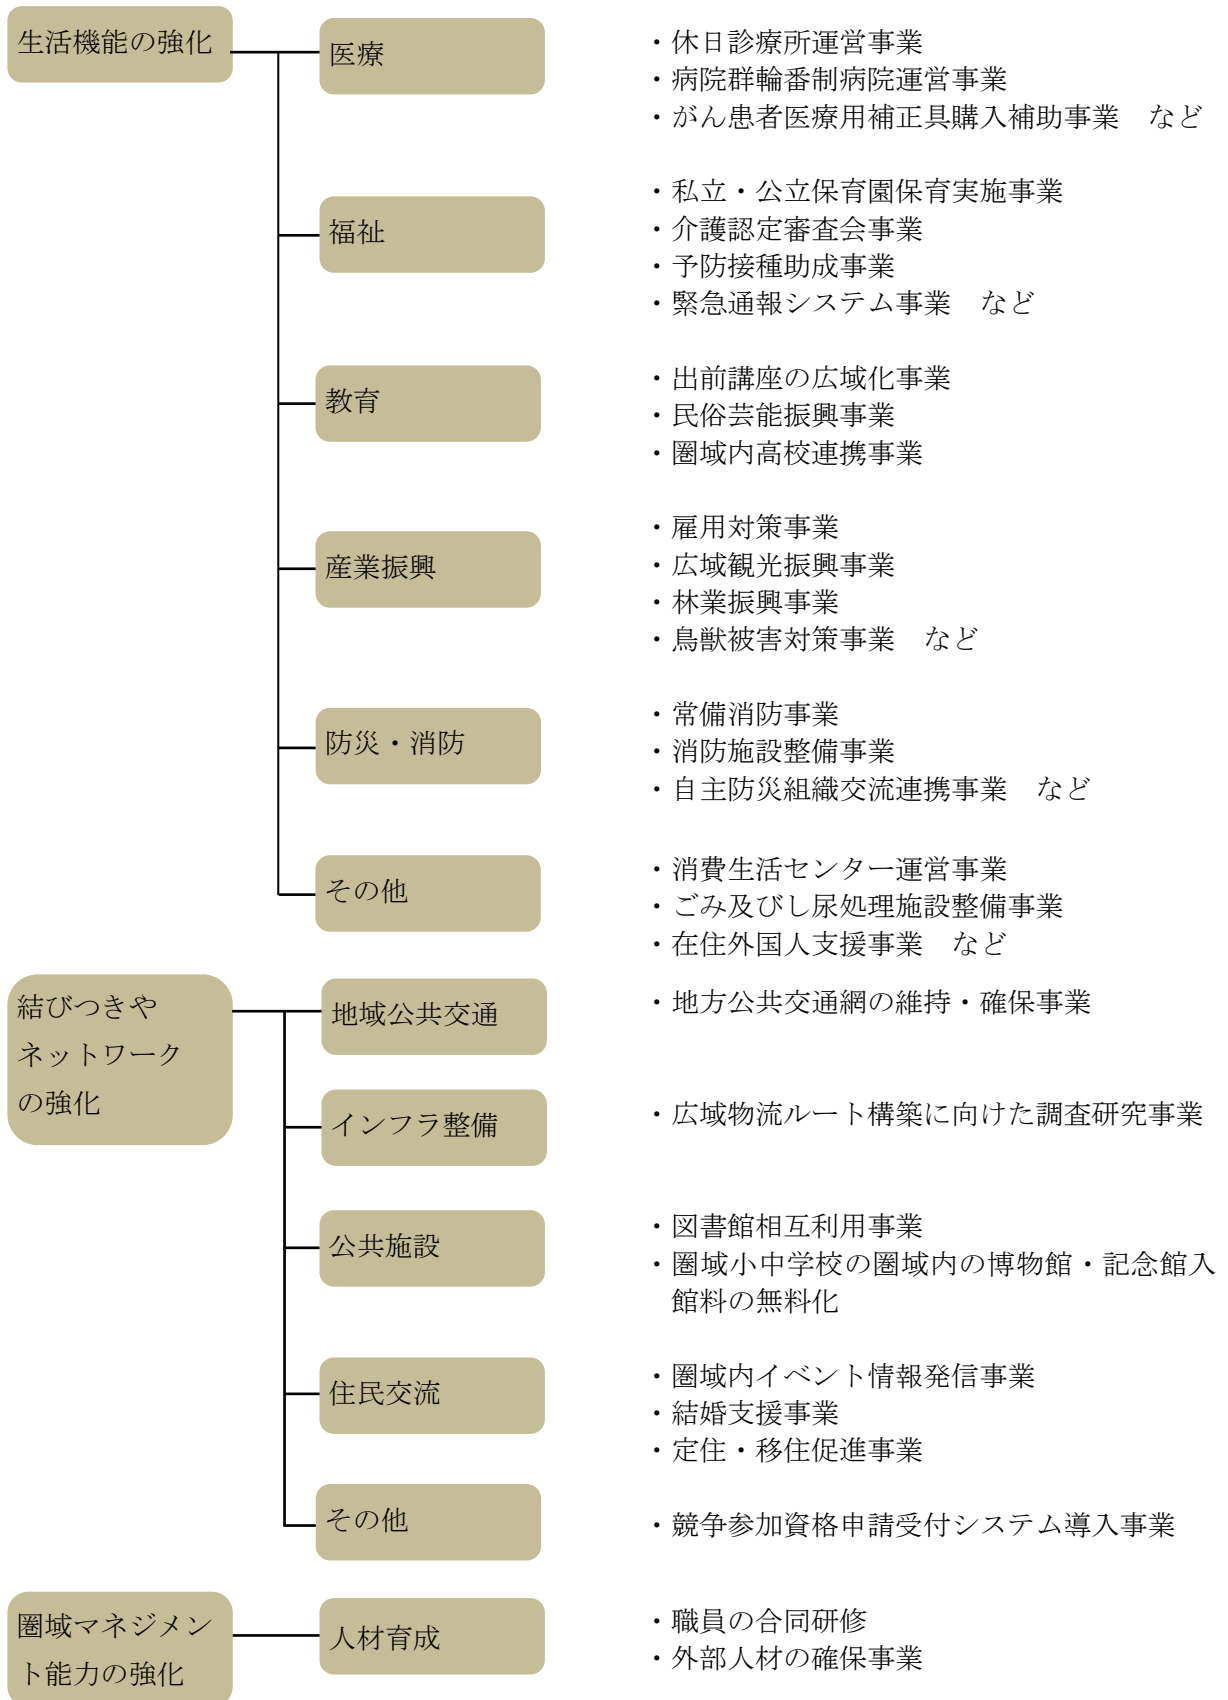 生活機能の強化
医療
・休日診療所運営事業
・病院群輪番制病院運営事業
・がん患者医療用補正具購入補助事業　など
福祉
・私立・公立保育園保育実施事業
・介護認定審査会事業
・予防接種助成事業
・緊急通報システム事業　など
教育
・出前講座の広域化事業
・民俗芸能振興事業
・圏域内高校連携事業
産業振興
・雇用対策事業
・広域観光振興事業
・林業振興事業
・鳥獣被害対策事業　など
防災・消防
・常備消防事業
・消防施設整備事業
・自主防災組織交流連携事業　など
その他
・消費生活センター運営事業
・ごみ及びし尿処理施設整備事業
・在住外国人支援事業　など
結びつきや
ネットワーク
の強化
地域公共交通
・地方公共交通網の維持・確保事業
インフラ整備
・広域物流ルート構築に向けた調査研究事業
公共施設
・図書館相互利用事業
・圏域小中学校の圏域内の博物館・記念館入
館料の無料化
住民交流
・圏域内イベント情報発信事業
・結婚支援事業
・定住・移住促進事業
その他
・競争参加資格申請受付システム導入事業
圏域マネジメン
ト能力の強化
人材育成
・職員の合同研修
・外部人材の確保事業